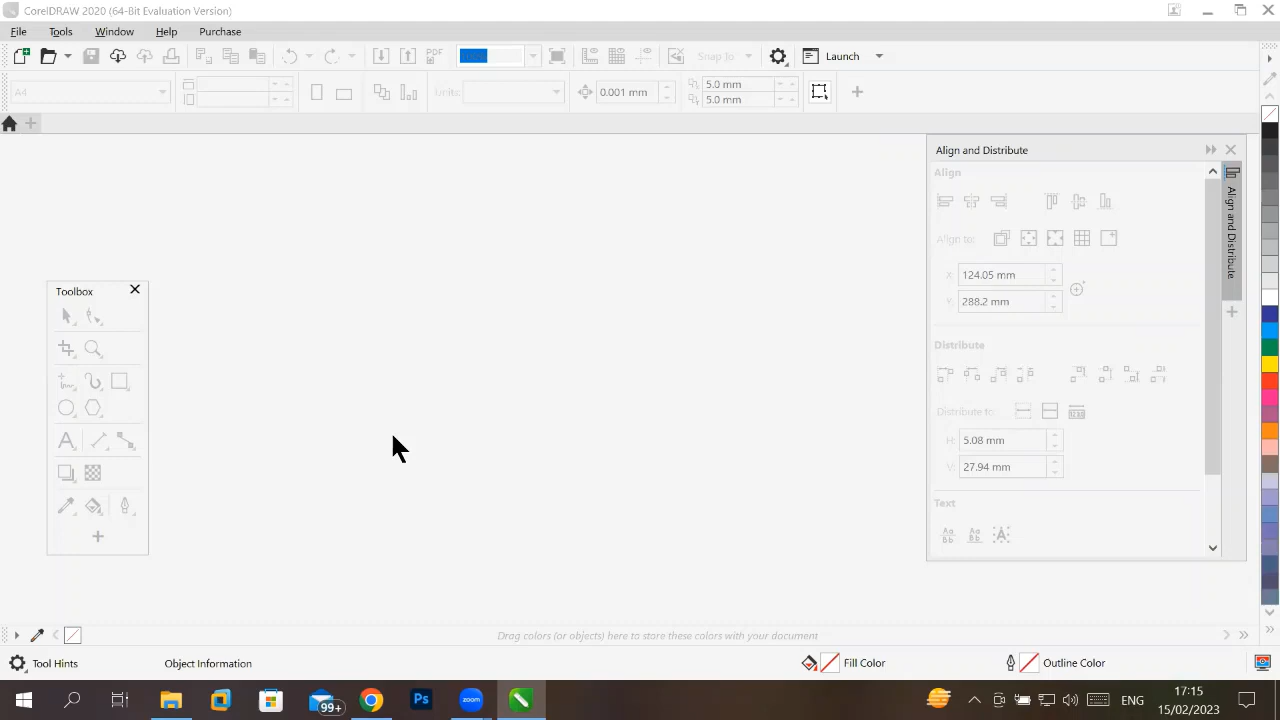 CorelDRAW 2020 (64-Bit Evaluation Version)
File Tools Window Help Purchase
PDF Snap To Launch
A4 Units: 0.001 mm 5.0 mm
5.0 mm
Align and Distribute
Align
Align to:
X: 124.05 mm
Y: 288.2 mm
Distribute
Distribute to:
H: 5.08 mm
V: 27.94 mm
Text
Align and Distribute
Toolbox
Drag colors (or objects) here to store these colors with your document
Tool Hints Object Information Fill Color Outline Color
99+ Ps zoom ENG 17:15
15/02/2023